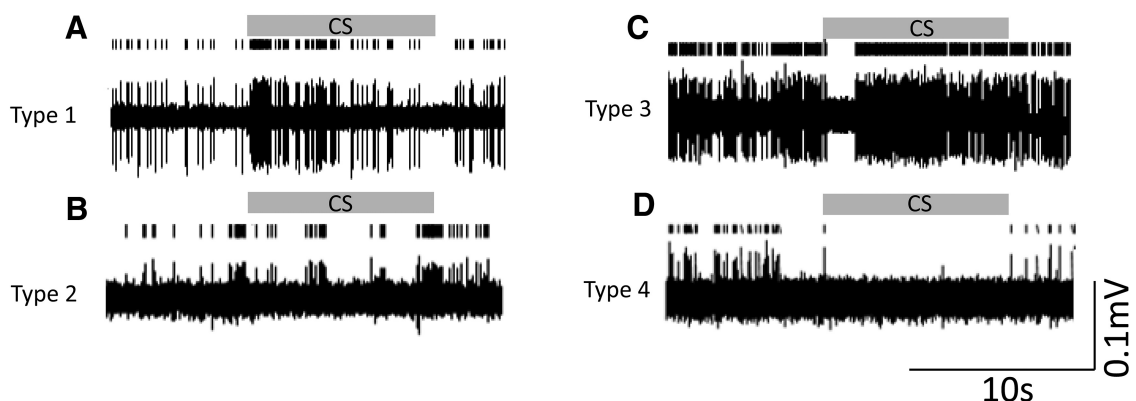 A
CS
Type 1
B
CS
Type 2
C
CS
Type 3
D
CS
Type 4
0.1mV
10s